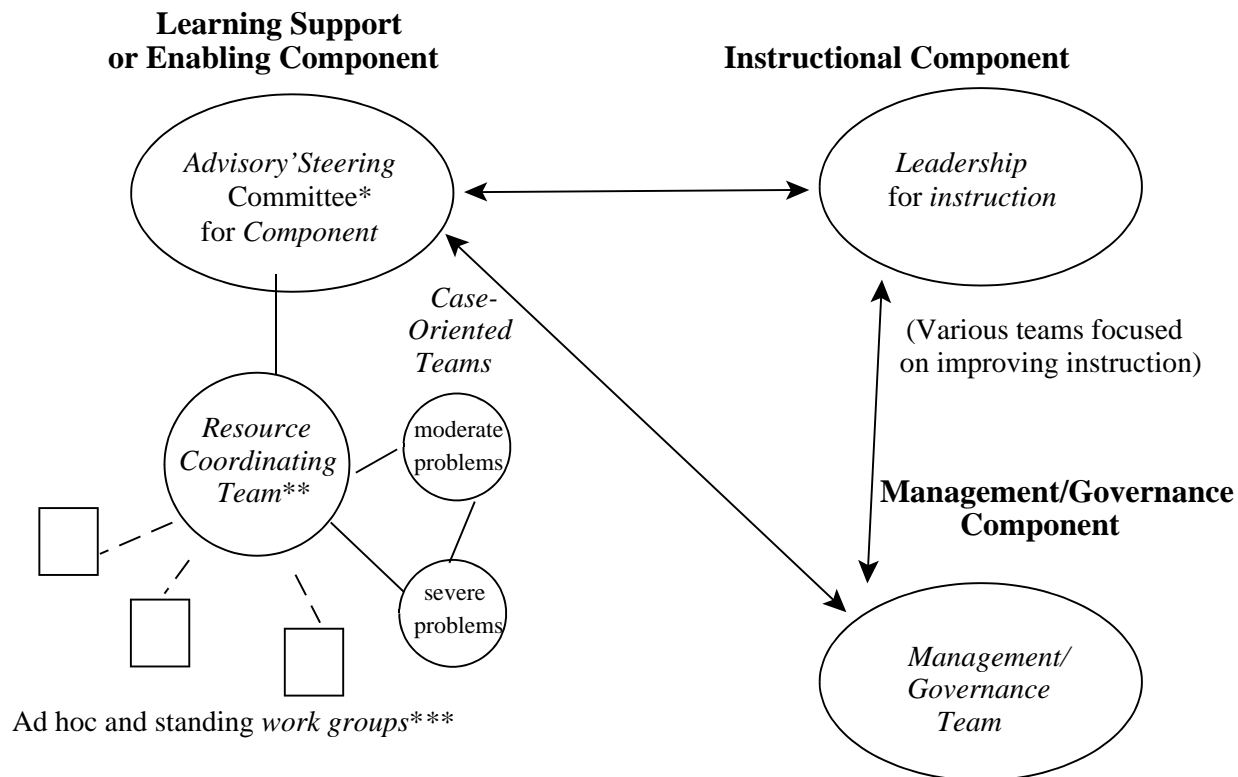 Learning Support
or Enabling Component
Instructional Component
Advisory'Steering
Committee*
for Component
Leadership
for instruction
Case-
Oriented
Teams
(Various teams focused
on improving instruction)
Resource
Coordinating
Team**
moderate
problems
Management/Governance
Component
severe
problems
Management/
Governance
Team
Ad hoc and standing work groups***